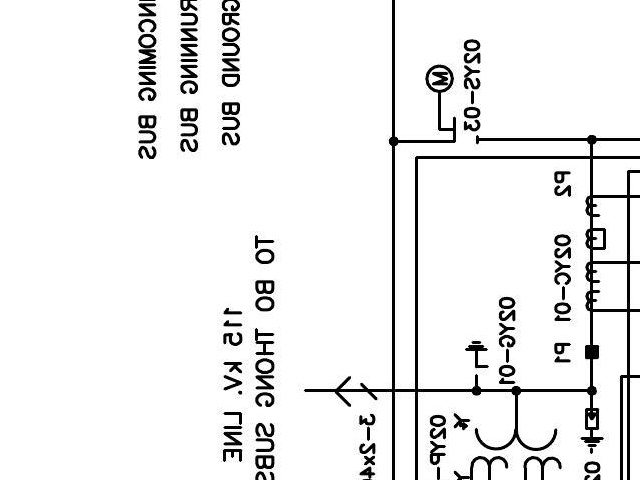 GROUND BUS
RUNNING BUS
INCOMING BUS
M
02YS-03
P2
02YC-01
P1
02YG-01
TO BO THONG SUBS
115 kV. LINE
3-2x4
02YP-
02